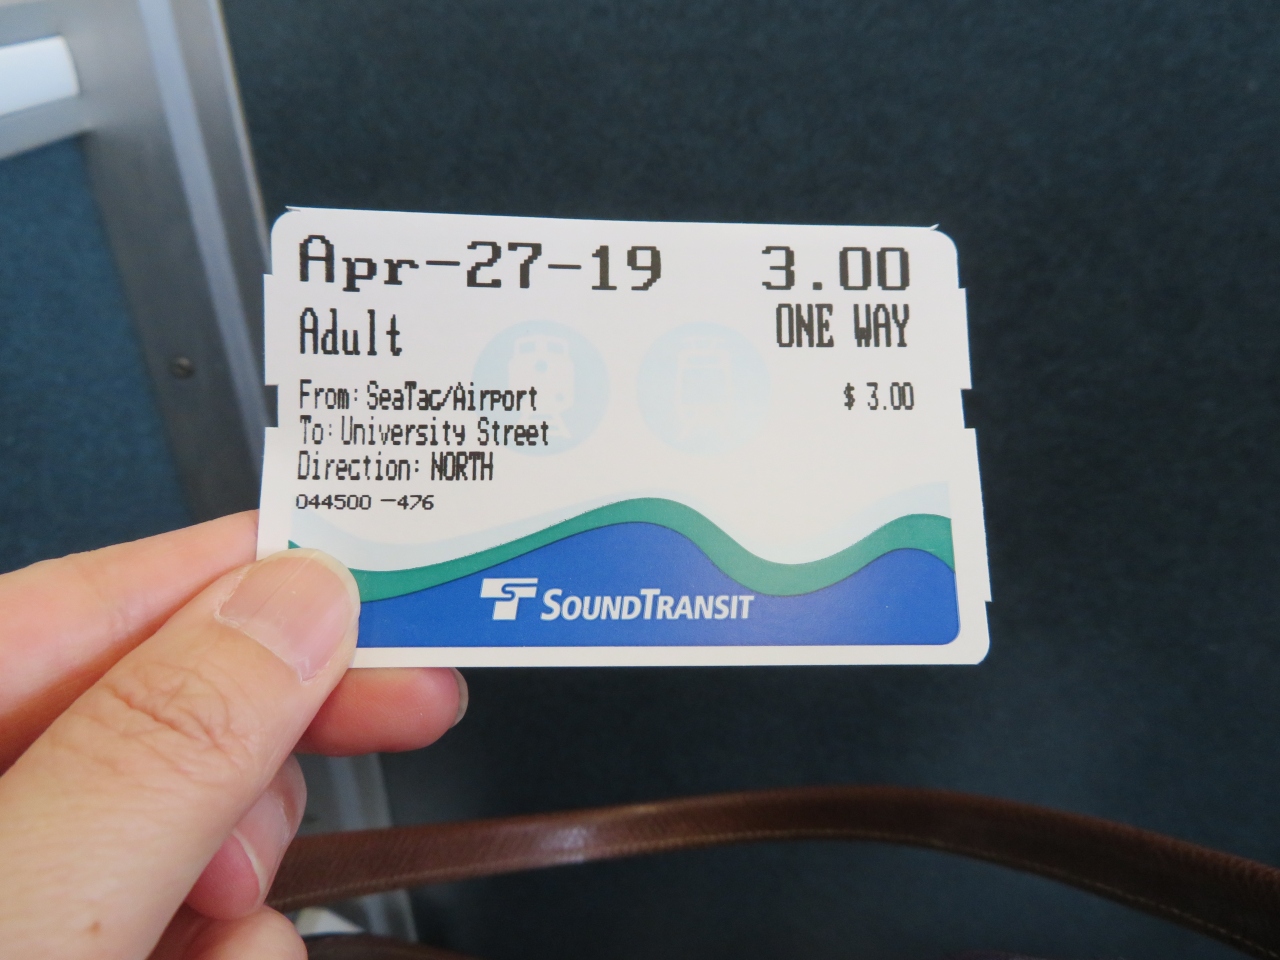 Apr-27-19 3.00
Adult ONE WAY
From: SeaTac/Airport $ 3.00
To: University Street
Direction: NORTH
044500 -476
SOUNDTRANSIT